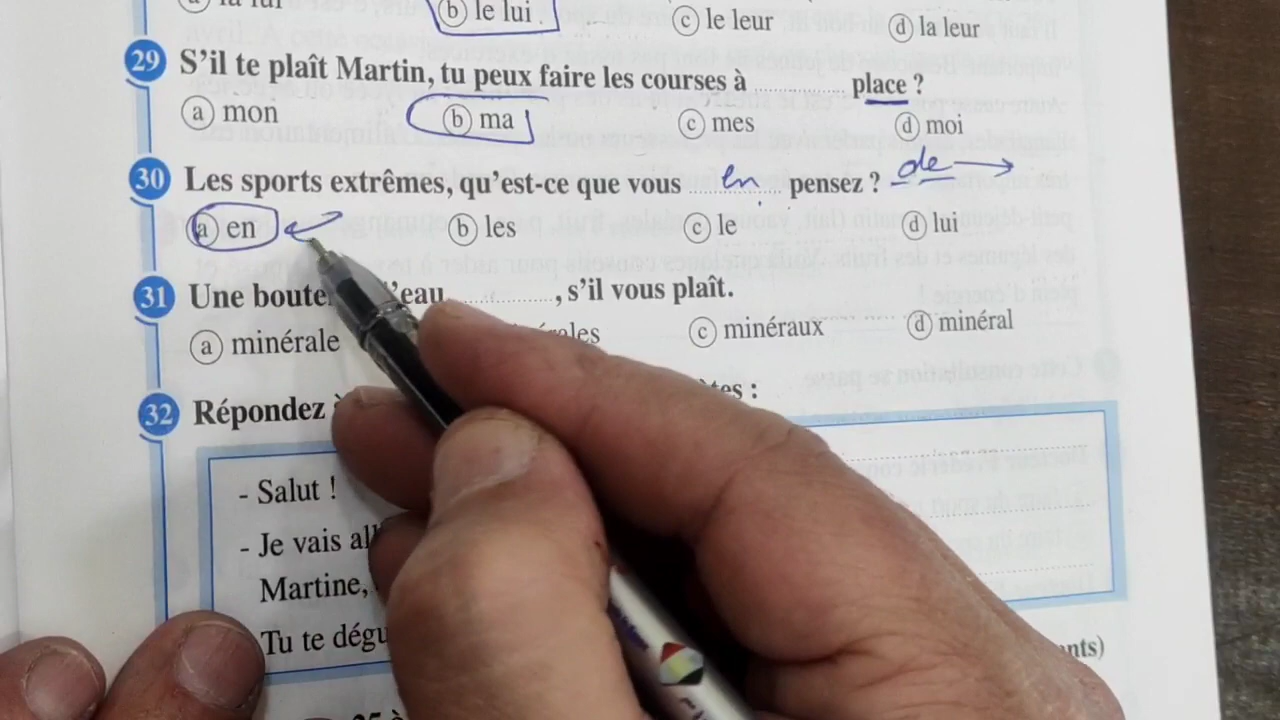 b le lui c le leur d la leur
29 S'il te plaît Martin, tu peux faire les courses à ............ place ?
a mon b ma c mes d moi
30 Les sports extrêmes, qu'est-ce que vous en pensez ? de →
a en b les c le d lui
31 Une boute 'eau ............ , s'il vous plaît.
a minérale c minéraux d minéral
32 Répondez
- Salut !
- Je vais all
Martine,
Tu te dégu